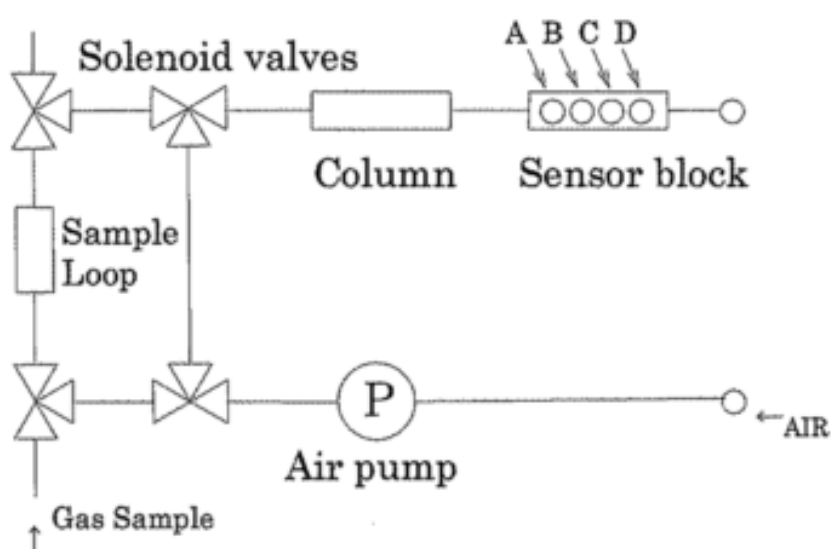 A B C D
Solenoid valves
Column
Sensor block
Sample
Loop
P
AIR
Air pump
Gas Sample